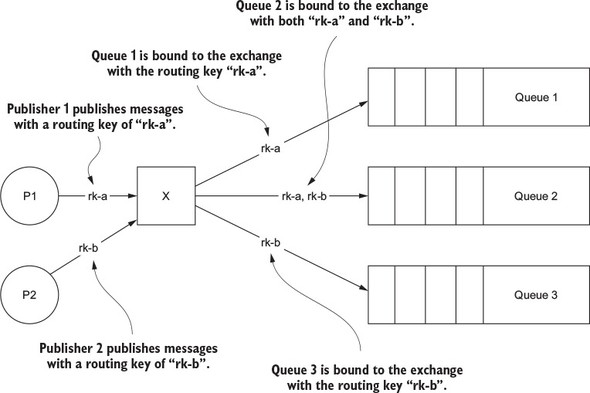 Queue 2 is bound to the exchange
with both “rk-a” and “rk-b”.
Queue 1 is bound to the exchange
with the routing key “rk-a”.
Publisher 1 publishes messages
with a routing key of “rk-a”.
Queue 1
rk-a
P1
rk-a
X
rk-a, rk-b
Queue 2
rk-b
rk-b
P2
Queue 3
Publisher 2 publishes messages
with a routing key of “rk-b”.
Queue 3 is bound to the exchange
with the routing key “rk-b”.